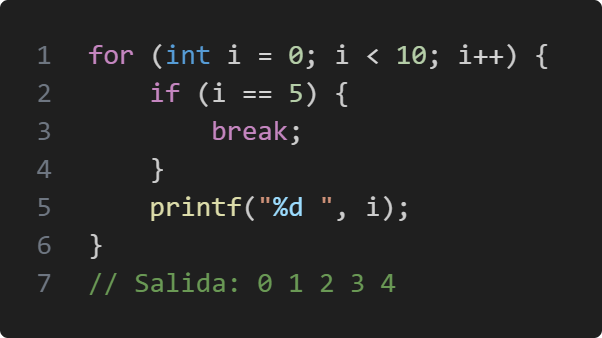 1 for (int i = 0; i < 10; i++) {
2     if (i == 5) {
3         break;
4     }
5     printf("%d ", i);
6 }
7 // Salida: 0 1 2 3 4